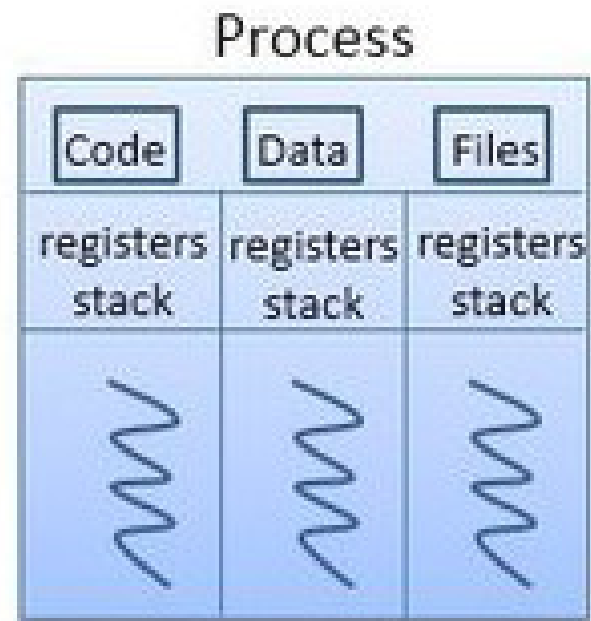 Process
Code Data Files
registers registers registers
stack stack stack